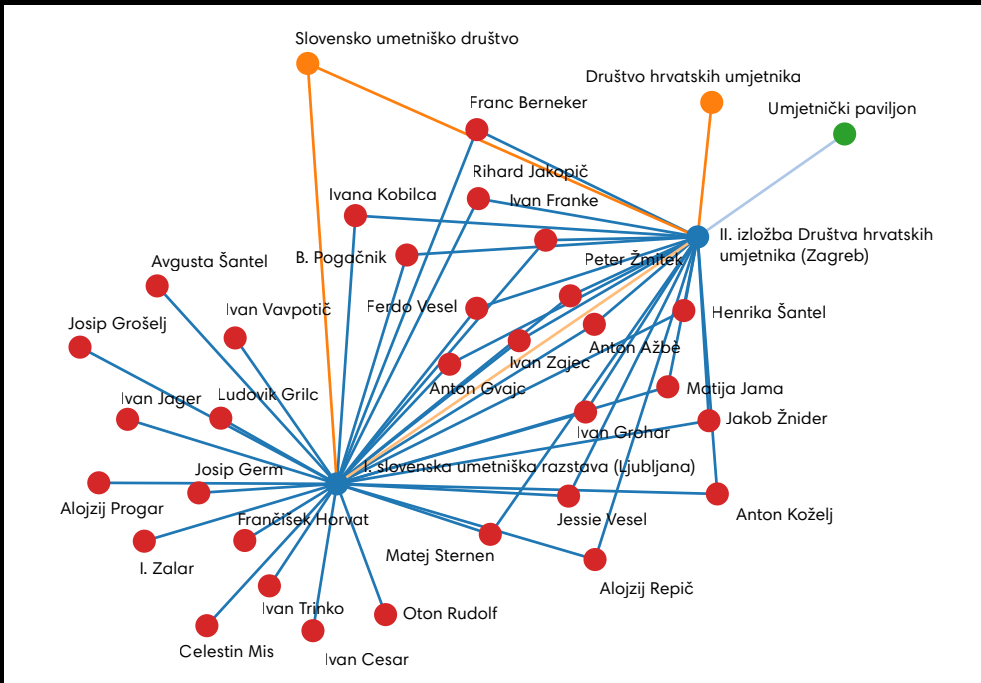 Slovensko umetniško društvo
Društvo hrvatskih umjetnika
Franc Berneker
Umjetnički paviljon
Rihard Jakopič
Ivana Kobilca
Ivan Franke
II. izložba Društva hrvatskih
umjetnika (Zagreb)
B. Pogačnik
Peter Žmitek
Avgusta Šantel
Ivan Vavpotič
Ferdo Vesel
Henrika Šantel
Josip Grošelj
Anton Ažbè
Ivan Zajec
Anton Gvajc
Matija Jama
Ivan Jager
Ludovik Grilc
Jakob Žnider
Ivan Grohar
I. slovenska umetniška razstava (Ljubljana)
Josip Germ
Alojzij Progar
Frančišek Horvat
Jessie Vesel
Anton Koželj
Matej Sternen
I. Zalar
Alojzij Repič
Ivan Trinko
Oton Rudolf
Celestin Mis
Ivan Cesar